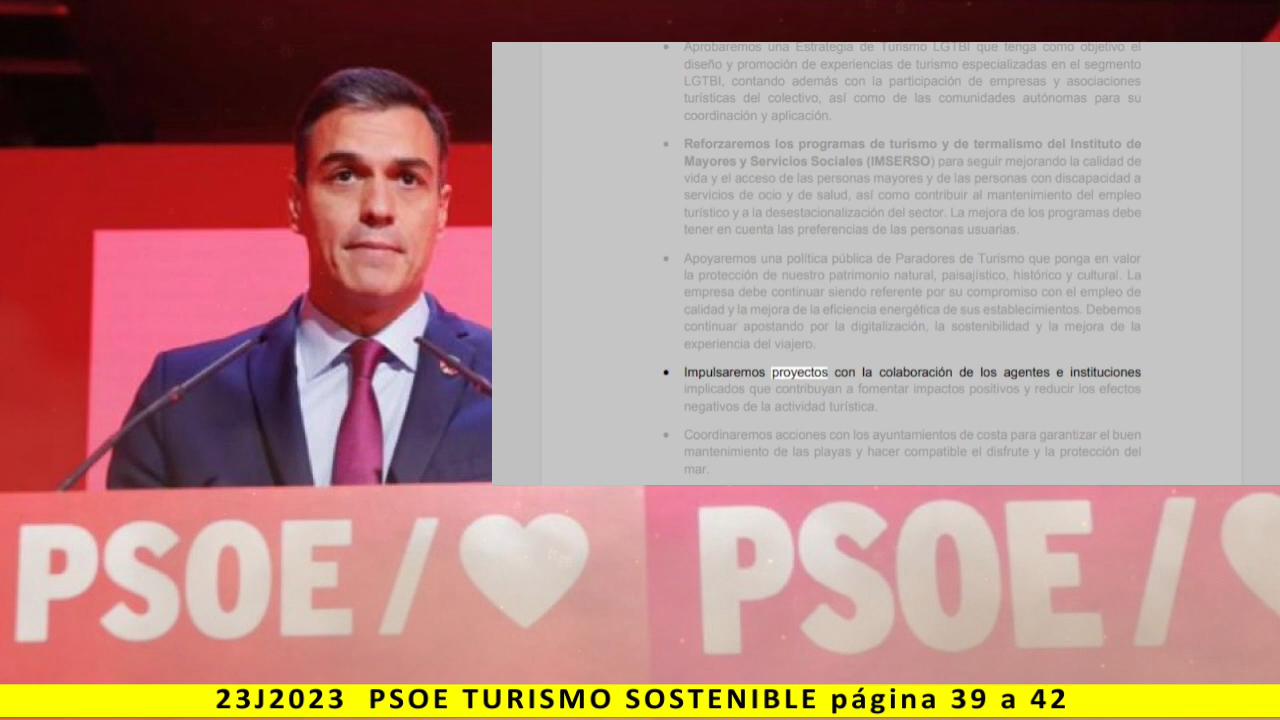 Aprobaremos una Estrategia de Turismo LGTBI que tenga como objetivo el
diseño y promoción de experiencias de turismo especializadas en el segmento
LGTBI, contando además con la participación de empresas y asociaciones
turísticas del colectivo, así como de las comunidades autónomas para su
coordinación y aplicación.
• Reforzaremos los programas de turismo y de termalismo del Instituto de
Mayores y Servicios Sociales (IMSERSO) para seguir mejorando la calidad de
vida y el acceso de las personas mayores y de las personas con discapacidad a
servicios de ocio y de salud, así como contribuir al mantenimiento del empleo
turístico y a la desestacionalización del sector. La mejora de los programas debe
tener en cuenta las preferencias de las personas usuarias.
• Apoyaremos una política pública de Paradores de Turismo que ponga en valor
la protección de nuestro patrimonio natural, paisajístico, histórico y cultural. La
empresa debe continuar siendo referente por su compromiso con el empleo de
calidad y la mejora de la eficiencia energética de sus establecimientos. Debemos
continuar apostando por la digitalización, la sostenibilidad y la mejora de la
experiencia del viajero.
• Impulsaremos proyectos con la colaboración de los agentes e instituciones
implicados que contribuyan a fomentar impactos positivos y reducir los efectos
negativos de la actividad turística.
• Coordinaremos acciones con los ayuntamientos de costa para garantizar el buen
mantenimiento de las playas y hacer compatible el disfrute y la protección del
mar.
PSOE /
PSOE /
23J2023 PSOE TURISMO SOSTENIBLE página 39 a 42